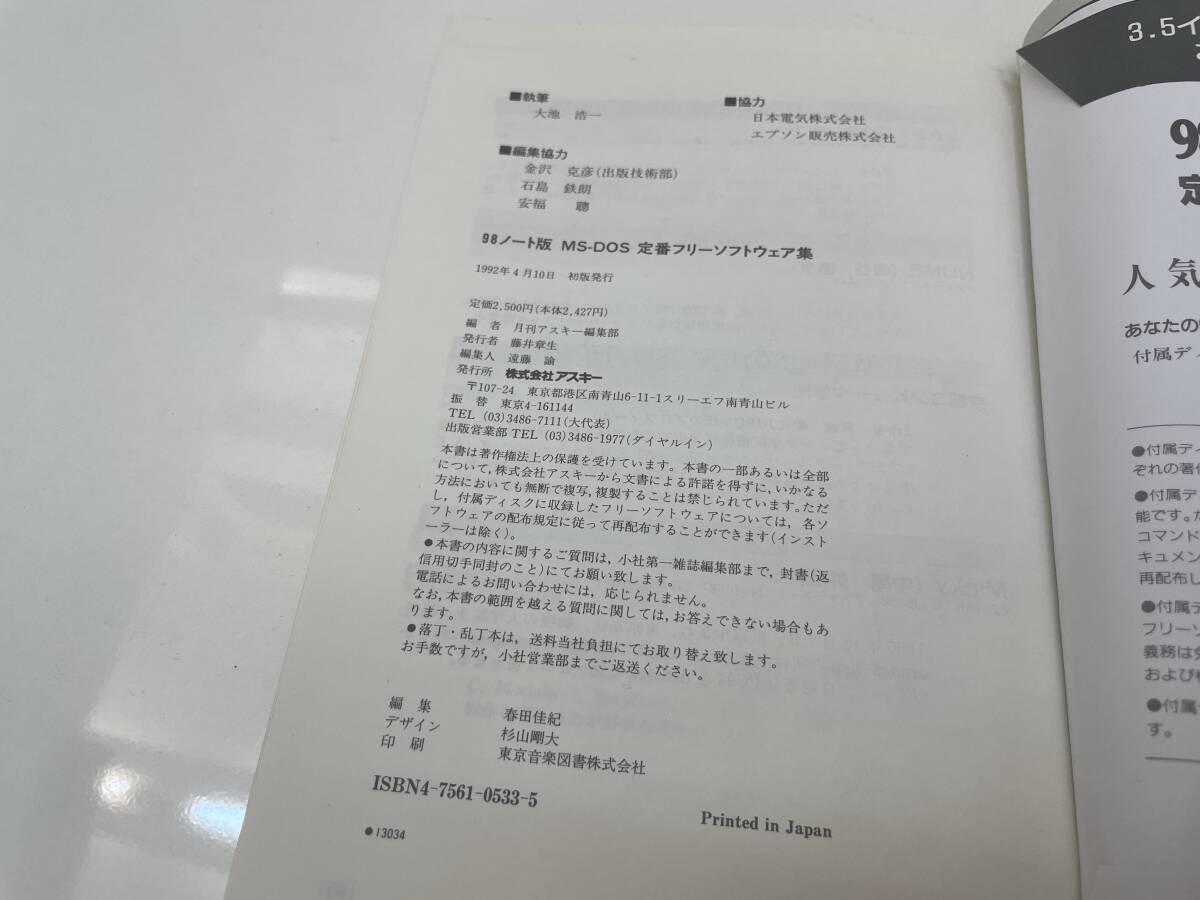 ■執筆
大池 浩一
■協力
日本電気株式会社
エプソン販売株式会社
■編集協力
金沢 克彦(出版技術部)
石島 鉄朗
安福 聰
98ノート版 MS-DOS 定番フリーソフトウェア集
1992年4月10日 初版発行
定価2,500円(本体2,427円)
編 者 月刊アスキー編集部
発行者 藤井章生
編集人 遠藤 諭
発行所 株式会社アスキー
〒107-24 東京都港区南青山6-11-1スリーエフ南青山ビル
振 替 東京4-161144
TEL (03)3486-7111(大代表)
出版営業部 TEL (03)3486-1977(ダイヤルイン)
本書は著作権法上の保護を受けています。本書の一部あるいは全部
について,株式会社アスキーから文書による許諾を得ずに,いかなる
方法においても無断で複写,複製することは禁じられています。ただ
し,付属ディスクに収録したフリーソフトウェアについては,各ソ
フトウェアの配布規定に従って再配布することができます(インスト
ーラーは除く)。
●本書の内容に関するご質問は,小社第一雑誌編集部まで,封書(返
信用切手同封のこと)にてお願い致します。
電話によるお問い合わせには,応じられません。
なお,本書の範囲を越える質問に関しては,お答えできない場合もあ
ります。
●落丁・乱丁本は,送料当社負担にてお取り替え致します。
お手数ですが,小社営業部までご返送ください。
編 集 春田佳紀
デザイン 杉山剛大
印 刷 東京音楽図書株式会社
ISBN4-7561-0533-5
Printed in Japan
●13034
3.5イ
定
人気
あなたの
付属ディ
●付属ディ
ぞれの著
●付属デ
能です。
コマンド
キュメン
再配布し
●付属デ
フリーソ
義務は
および
●付属
す。